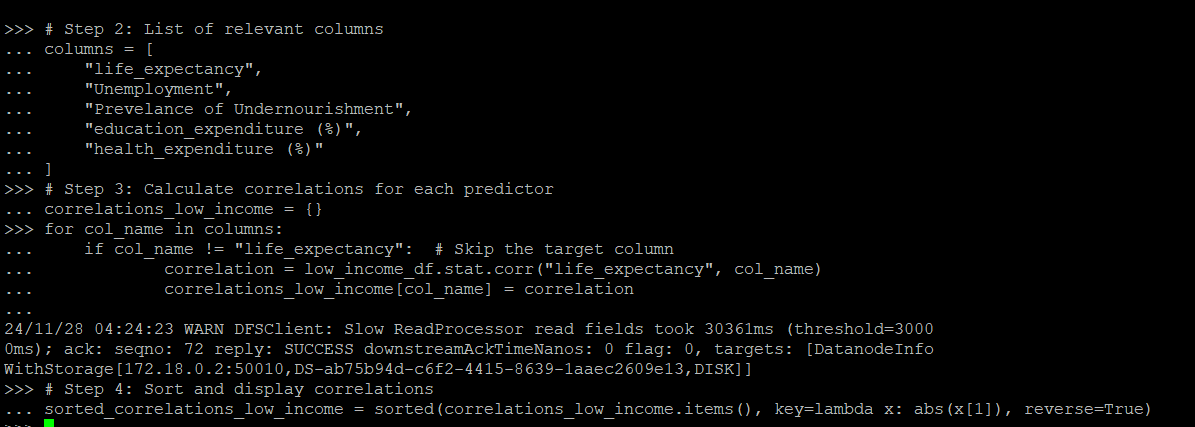 >>> # Step 2: List of relevant columns
... columns = [
...     "life_expectancy",
...     "Unemployment",
...     "Prevelance of Undernourishment",
...     "education_expenditure (%)",
...     "health_expenditure (%)"
... ]
>>> # Step 3: Calculate correlations for each predictor
... correlations_low_income = {}
>>> for col_name in columns:
...     if col_name != "life_expectancy":  # Skip the target column
...             correlation = low_income_df.stat.corr("life_expectancy", col_name)
...             correlations_low_income[col_name] = correlation
...
24/11/28 04:24:23 WARN DFSClient: Slow ReadProcessor read fields took 30361ms (threshold=3000
0ms); ack: seqno: 72 reply: SUCCESS downstreamAckTimeNanos: 0 flag: 0, targets: [DatanodeInfo
WithStorage[172.18.0.2:50010,DS-ab75b94d-c6f2-4415-8639-1aaec2609e13,DISK]]
>>> # Step 4: Sort and display correlations
... sorted_correlations_low_income = sorted(correlations_low_income.items(), key=lambda x: abs(x[1]), reverse=True)
>>>